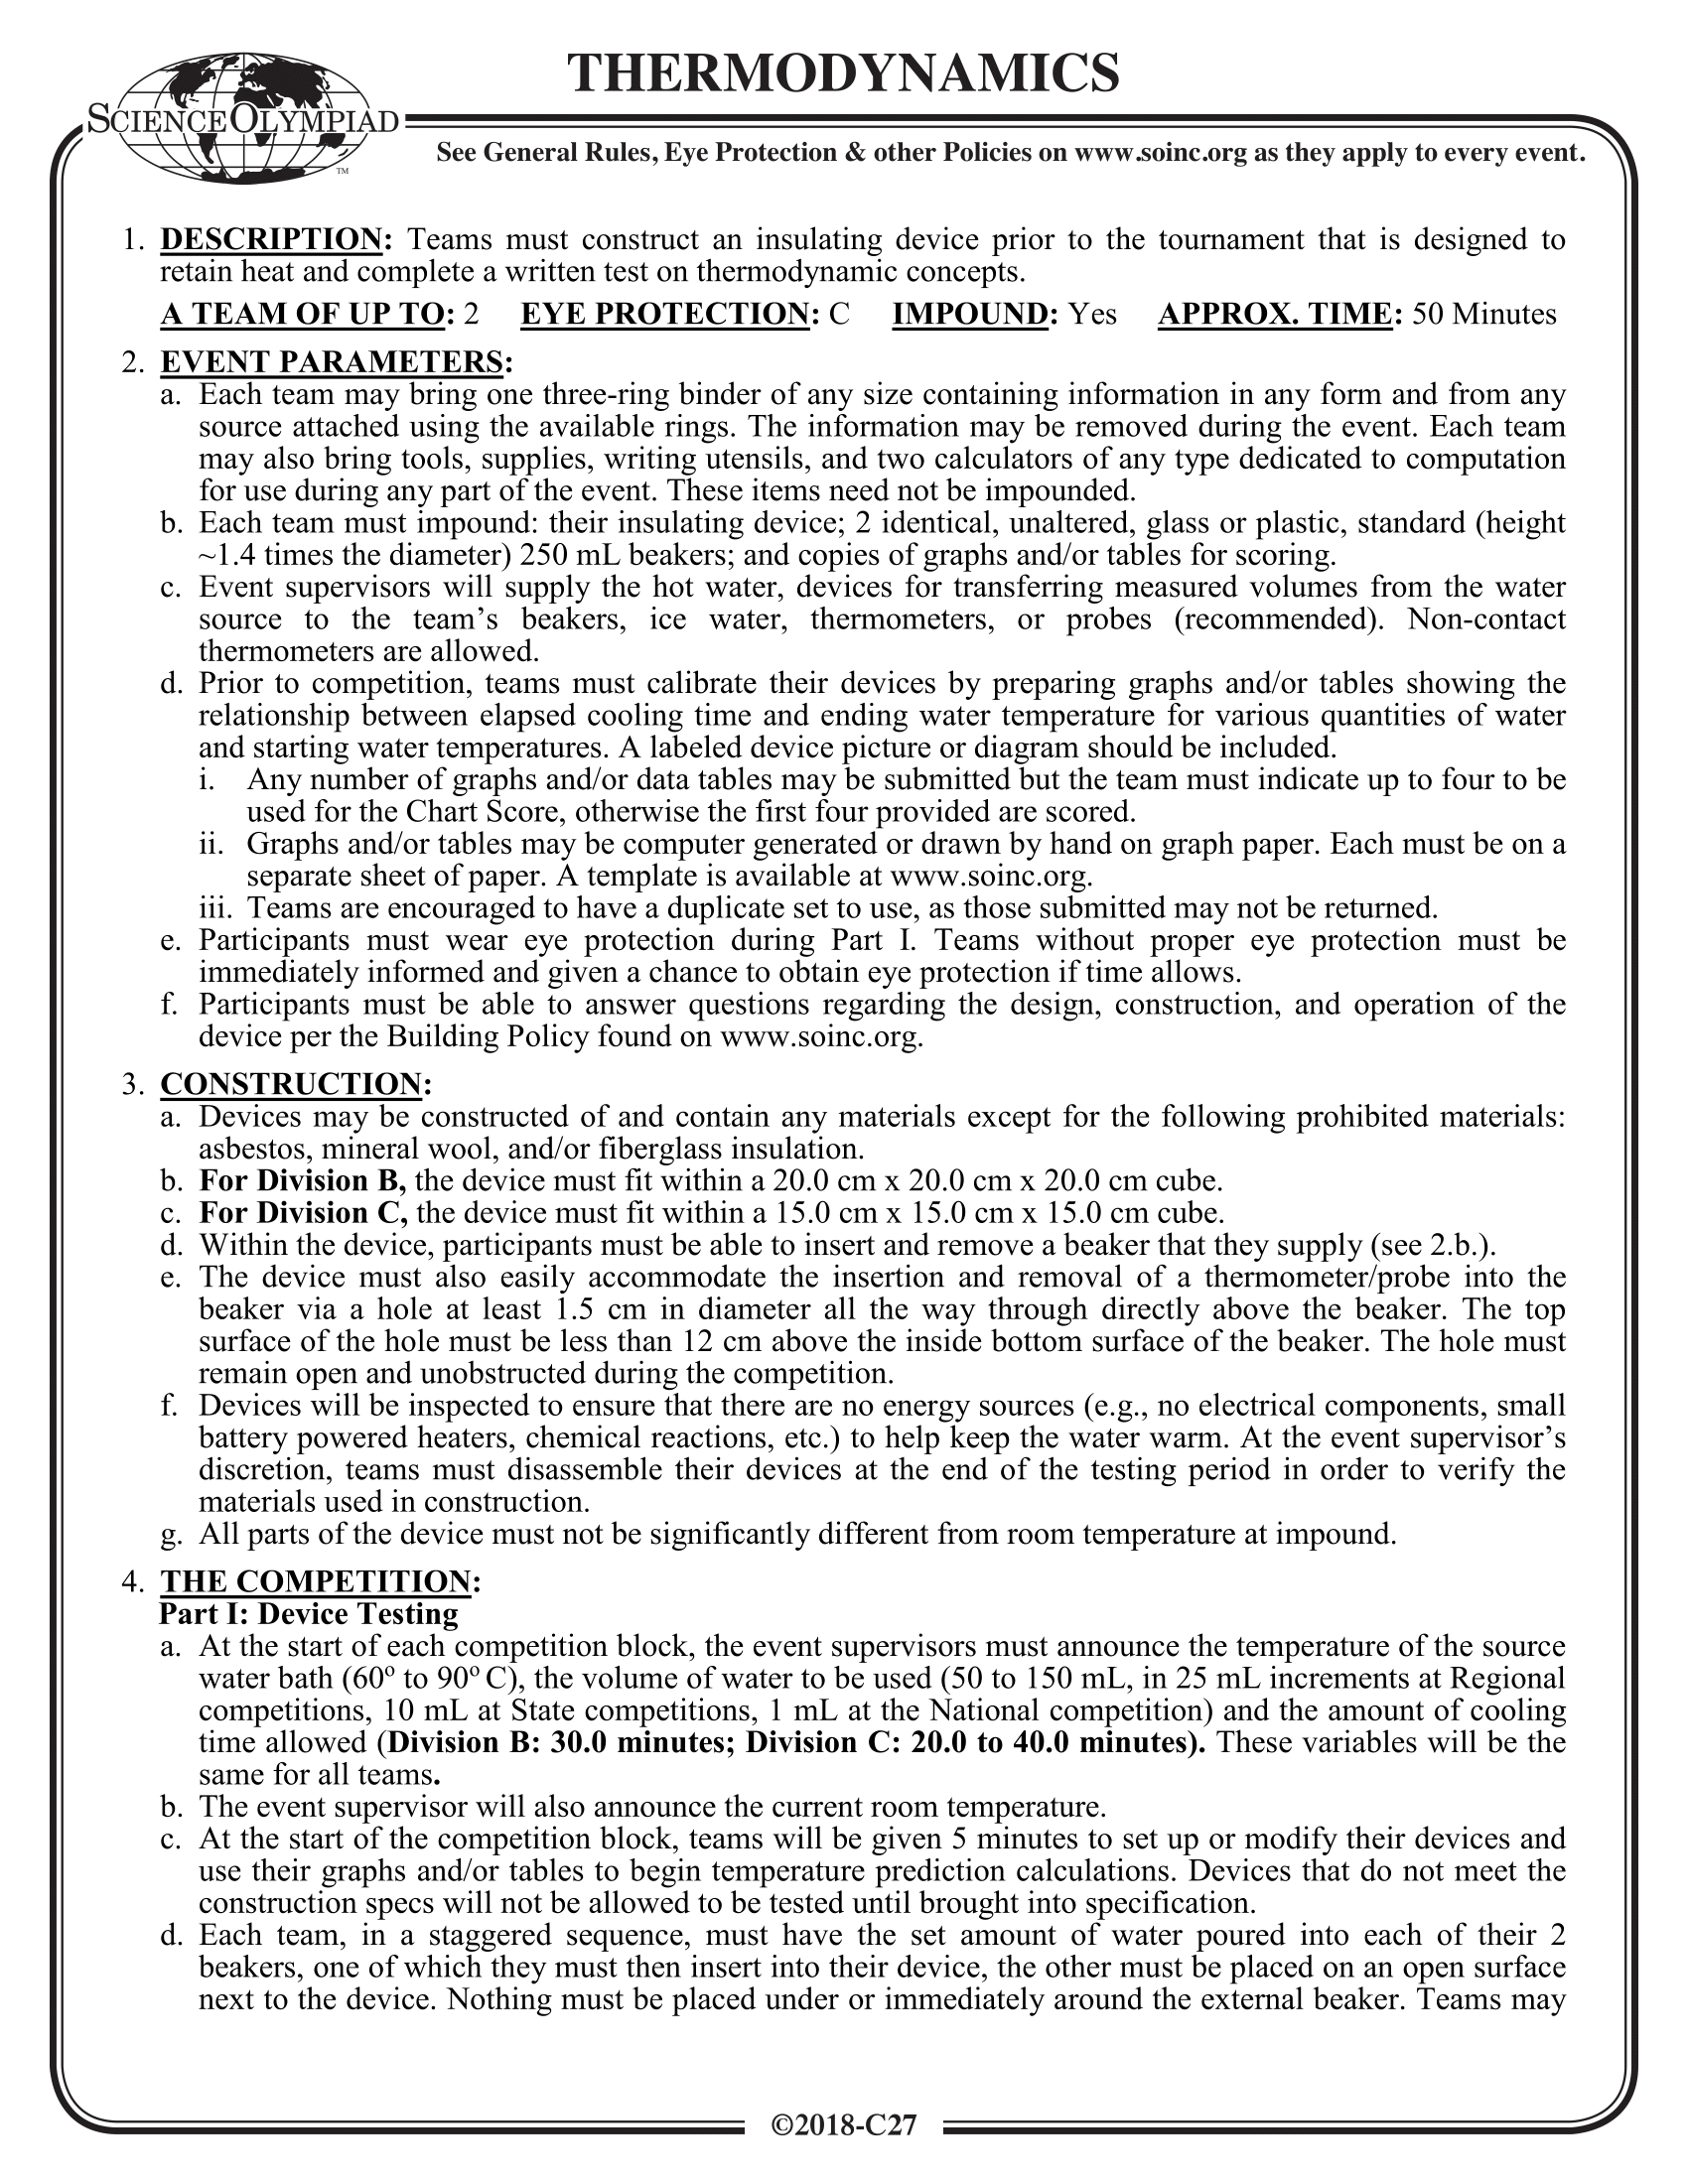 THERMODYNAMICS
SCIENCE OLYMPIAD
TM
See General Rules, Eye Protection & other Policies on www.soinc.org as they apply to every event.
1. DESCRIPTION: Teams must construct an insulating device prior to the tournament that is designed to
retain heat and complete a written test on thermodynamic concepts.
A TEAM OF UP TO: 2 EYE PROTECTION: C IMPOUND: Yes APPROX. TIME: 50 Minutes
2. EVENT PARAMETERS:
a. Each team may bring one three-ring binder of any size containing information in any form and from any
source attached using the available rings. The information may be removed during the event. Each team
may also bring tools, supplies, writing utensils, and two calculators of any type dedicated to computation
for use during any part of the event. These items need not be impounded.
b. Each team must impound: their insulating device; 2 identical, unaltered, glass or plastic, standard (height
~1.4 times the diameter) 250 mL beakers; and copies of graphs and/or tables for scoring.
c. Event supervisors will supply the hot water, devices for transferring measured volumes from the water
source to the team's beakers, ice water, thermometers, or probes (recommended). Non-contact
thermometers are allowed.
d. Prior to competition, teams must calibrate their devices by preparing graphs and/or tables showing the
relationship between elapsed cooling time and ending water temperature for various quantities of water
and starting water temperatures. A labeled device picture or diagram should be included.
i. Any number of graphs and/or data tables may be submitted but the team must indicate up to four to be
used for the Chart Score, otherwise the first four provided are scored.
ii. Graphs and/or tables may be computer generated or drawn by hand on graph paper. Each must be on a
separate sheet of paper. A template is available at www.soinc.org.
iii. Teams are encouraged to have a duplicate set to use, as those submitted may not be returned.
e. Participants must wear eye protection during Part I. Teams without proper eye protection must be
immediately informed and given a chance to obtain eye protection if time allows.
f. Participants must be able to answer questions regarding the design, construction, and operation of the
device per the Building Policy found on www.soinc.org.
3. CONSTRUCTION:
a. Devices may be constructed of and contain any materials except for the following prohibited materials:
asbestos, mineral wool, and/or fiberglass insulation.
b. For Division B, the device must fit within a 20.0 cm x 20.0 cm x 20.0 cm cube.
c. For Division C, the device must fit within a 15.0 cm x 15.0 cm x 15.0 cm cube.
d. Within the device, participants must be able to insert and remove a beaker that they supply (see 2.b.).
e. The device must also easily accommodate the insertion and removal of a thermometer/probe into the
beaker via a hole at least 1.5 cm in diameter all the way through directly above the beaker. The top
surface of the hole must be less than 12 cm above the inside bottom surface of the beaker. The hole must
remain open and unobstructed during the competition.
f. Devices will be inspected to ensure that there are no energy sources (e.g., no electrical components, small
battery powered heaters, chemical reactions, etc.) to help keep the water warm. At the event supervisor's
discretion, teams must disassemble their devices at the end of the testing period in order to verify the
materials used in construction.
g. All parts of the device must not be significantly different from room temperature at impound.
4. THE COMPETITION:
Part I: Device Testing
a. At the start of each competition block, the event supervisors must announce the temperature of the source
water bath (60º to 90º C), the volume of water to be used (50 to 150 mL, in 25 mL increments at Regional
competitions, 10 mL at State competitions, 1 mL at the National competition) and the amount of cooling
time allowed (Division B: 30.0 minutes; Division C: 20.0 to 40.0 minutes). These variables will be the
same for all teams.
b. The event supervisor will also announce the current room temperature.
c. At the start of the competition block, teams will be given 5 minutes to set up or modify their devices and
use their graphs and/or tables to begin temperature prediction calculations. Devices that do not meet the
construction specs will not be allowed to be tested until brought into specification.
d. Each team, in a staggered sequence, must have the set amount of water poured into each of their 2
beakers, one of which they must then insert into their device, the other must be placed on an open surface
next to the device. Nothing must be placed under or immediately around the external beaker. Teams may
©2018-C27